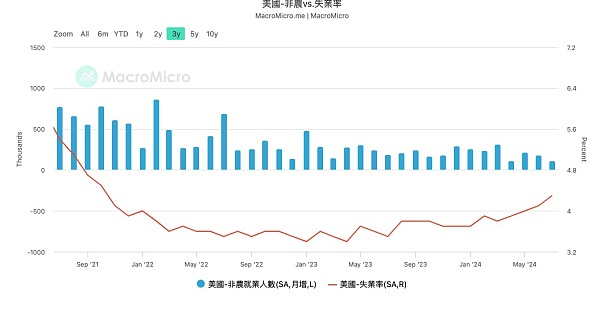 美國-非農vs.失業率
MacroMicro.me | MacroMicro
Zoom All 6m YTD 1y 2y 3y 5y 10y
MacroMicro
1500 7.2
1000 6.4
500 5.6
0 4.8
-500 4
-1000 3.2
Thousands
Percent
Sep '21 Jan '22 May '22 Sep '22 Jan '23 May '23 Sep '23 Jan '24 May '24
美國-非農就業人數(SA,月增,L) 美國-失業率(SA,R)